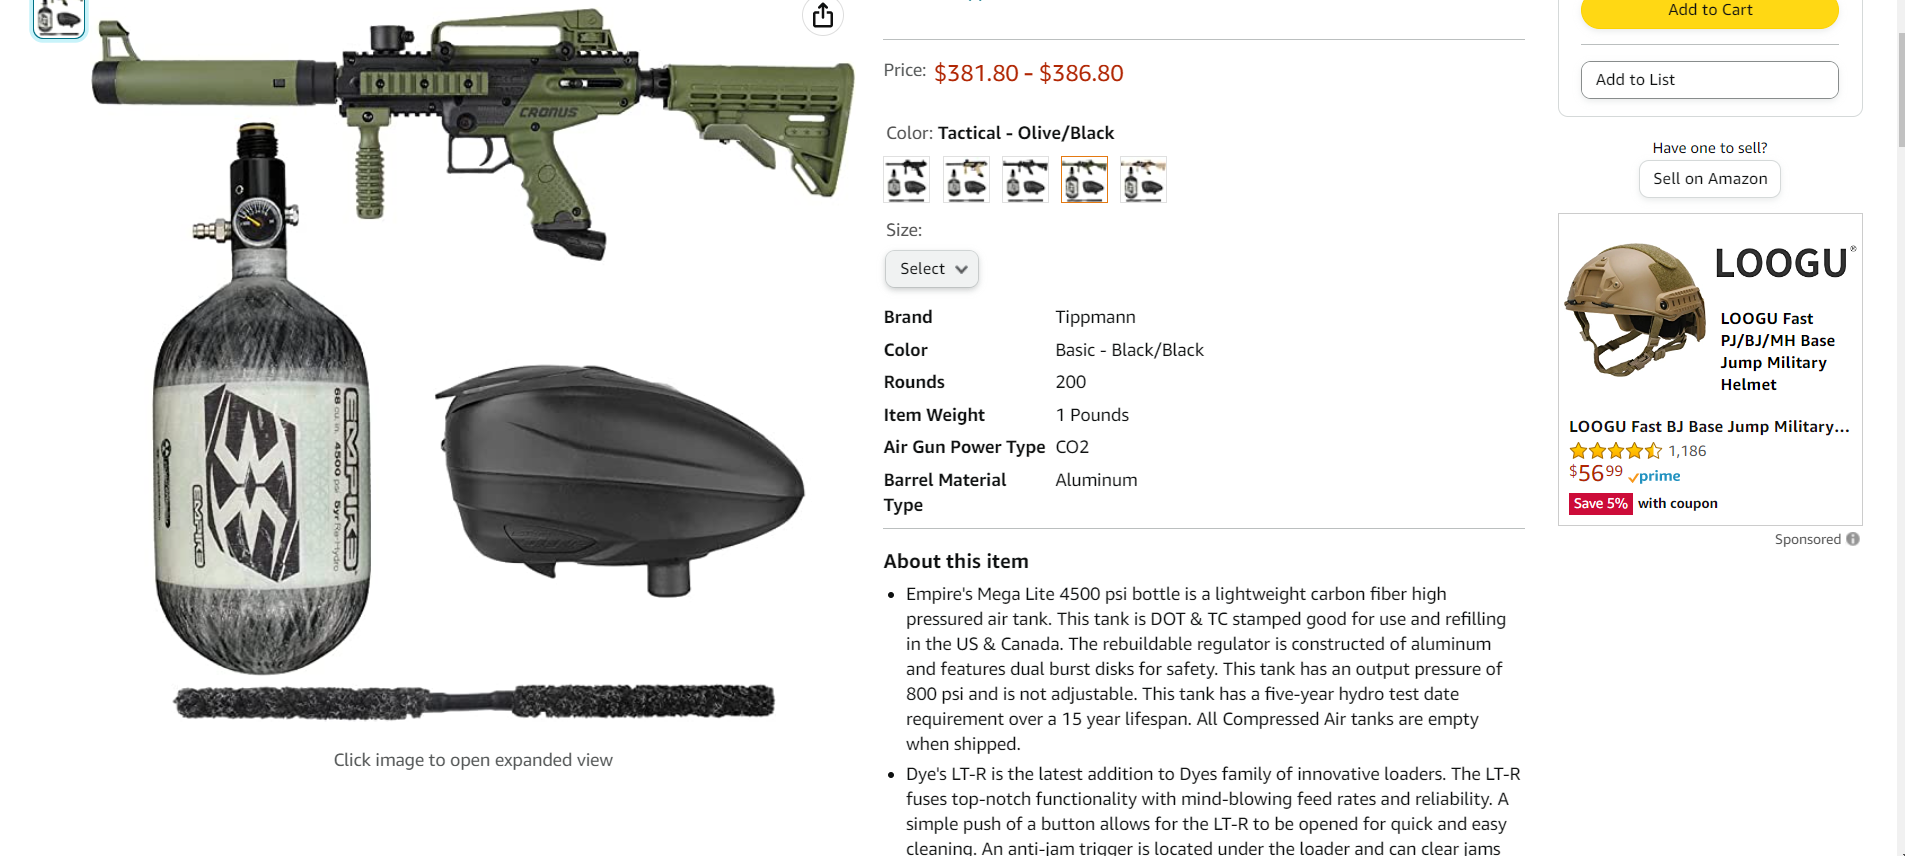 CRONUS
EMPIRE
68 cu in. 4500 psi 5yr Re-Hydro
EMPIRE
Click image to open expanded view
Price: $381.80 - $386.80
Color: Tactical - Olive/Black
Size:
Select
Brand Tippmann
Color Basic - Black/Black
Rounds 200
Item Weight 1 Pounds
Air Gun Power Type CO2
Barrel Material Aluminum
Type
About this item
• Empire's Mega Lite 4500 psi bottle is a lightweight carbon fiber high
pressured air tank. This tank is DOT & TC stamped good for use and refilling
in the US & Canada. The rebuildable regulator is constructed of aluminum
and features dual burst disks for safety. This tank has an output pressure of
800 psi and is not adjustable. This tank has a five-year hydro test date
requirement over a 15 year lifespan. All Compressed Air tanks are empty
when shipped.
• Dye's LT-R is the latest addition to Dyes family of innovative loaders. The LT-R
fuses top-notch functionality with mind-blowing feed rates and reliability. A
simple push of a button allows for the LT-R to be opened for quick and easy
cleaning. An anti-jam trigger is located under the loader and can clear jams
Add to Cart
Add to List
Have one to sell?
Sell on Amazon
LOOGU®
LOOGU Fast
PJ/BJ/MH Base
Jump Military
Helmet
LOOGU Fast BJ Base Jump Military...
1,186
$56.99 prime
Save 5% with coupon
Sponsored